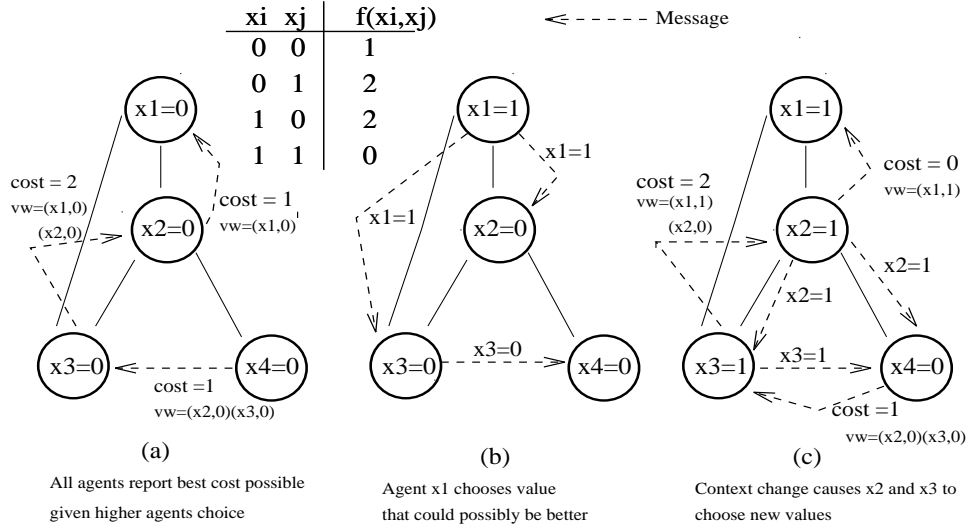 xi xj f(xi,xj)
0 0 1
0 1 2
1 0 2
1 1 0
Message
x1=0
cost = 2
vw=(x1,0)
(x2,0)
cost = 1
vw=(x1,0)
x2=0
x3=0
x4=0
cost =1
vw=(x2,0)(x3,0)
(a)
All agents report best cost possible
given higher agents choice
x1=1
x1=1
x1=1
x2=0
x3=0
x3=0
x4=0
(b)
Agent x1 chooses value
that could possibly be better
x1=1
cost = 0
vw=(x1,1)
cost = 2
vw=(x1,1)
(x2,0)
x2=1
x2=1
x2=1
x3=1
x3=1
x4=0
cost =1
vw=(x2,0)(x3,0)
(c)
Context change causes x2 and x3 to
choose new values